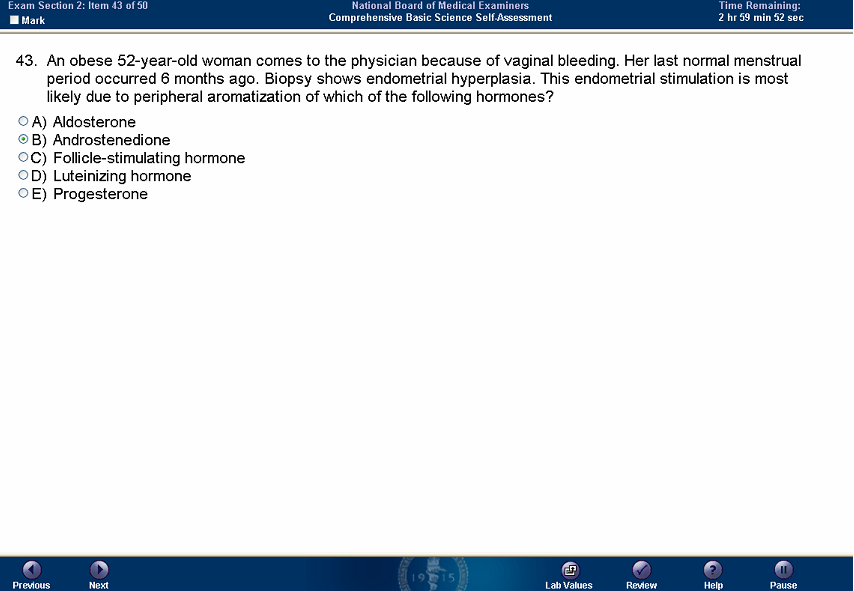 Exam Section 2: Item 43 of 50
National Board of Medical Examiners
Time Remaining:
Mark
Comprehensive Basic Science Self-Assessment
2 hr 59 min 52 sec
43. An obese 52-year-old woman comes to the physician because of vaginal bleeding. Her last normal menstrual
period occurred 6 months ago. Biopsy shows endometrial hyperplasia. This endometrial stimulation is most
likely due to peripheral aromatization of which of the following hormones?
A) Aldosterone
B) Androstenedione
C) Follicle-stimulating hormone
D) Luteinizing hormone
E) Progesterone
19 15
Previous
Next
Lab Values
Review
Help
Pause